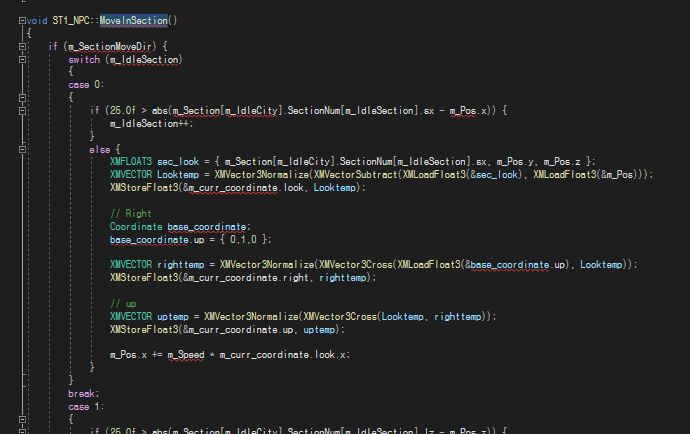 void ST1_NPC::MoveInSection()
{
if (m_SectionMoveDir) {
switch (m_IdleSection)
{
case 0:
{
if (25.0f > abs(m_Section[m_IdleCity].SectionNum[m_IdleSection].sx - m_Pos.x)) {
m_IdleSection++;
}
else {
XMFLOAT3 sec_look = { m_Section[m_IdleCity].SectionNum[m_IdleSection].sx, m_Pos.y, m_Pos.z };
XMVECTOR Looktemp = XMVector3Normalize(XMVectorSubtract(XMLoadFloat3(&sec_look), XMLoadFloat3(&m_Pos)));
XMStoreFloat3(&m_curr_coordinate.look, Looktemp);
// Right
Coordinate base_coordinate;
base_coordinate.up = { 0,1,0 };
XMVECTOR righttemp = XMVector3Normalize(XMVector3Cross(XMLoadFloat3(&base_coordinate.up), Looktemp));
XMStoreFloat3(&m_curr_coordinate.right, righttemp);
// up
XMVECTOR uptemp = XMVector3Normalize(XMVector3Cross(Looktemp, righttemp));
XMStoreFloat3(&m_curr_coordinate.up, uptemp);
m_Pos.x += m_Speed * m_curr_coordinate.look.x;
}
}
break;
case 1:
{
if (25.0f > abs(m_Section[m_IdleCity].SectionNum[m_IdleSection].lz - m_Pos.z)) {